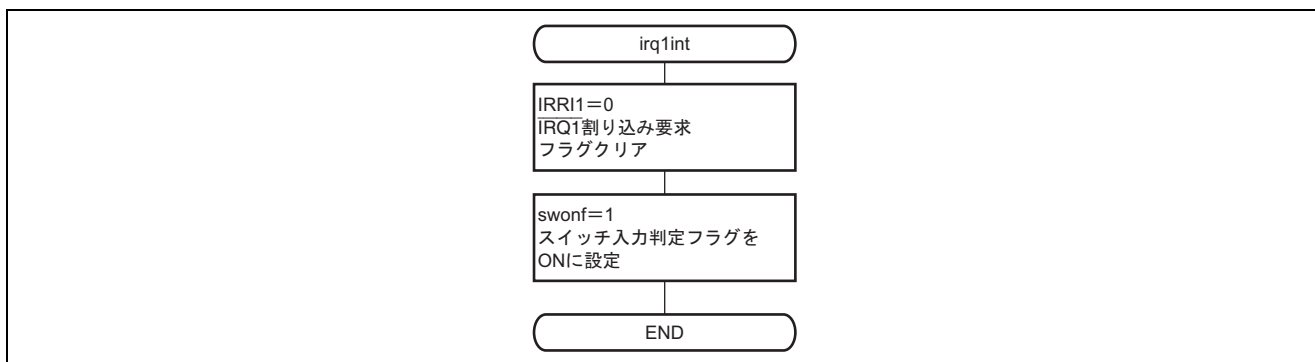 irq1int
IRRI1＝0
IRQ1割り込み要求
フラグクリア
swonf＝1
スイッチ入力判定フラグを
ONに設定
END